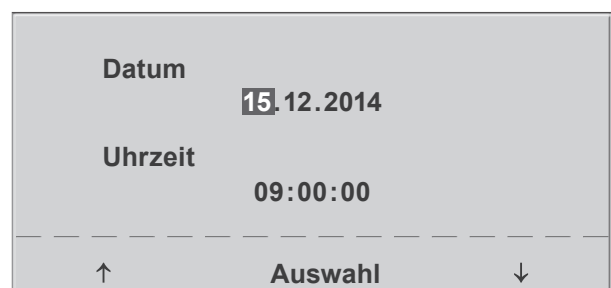 Datum
15.12.2014
Uhrzeit
09:00:00
↑ Auswahl ↓